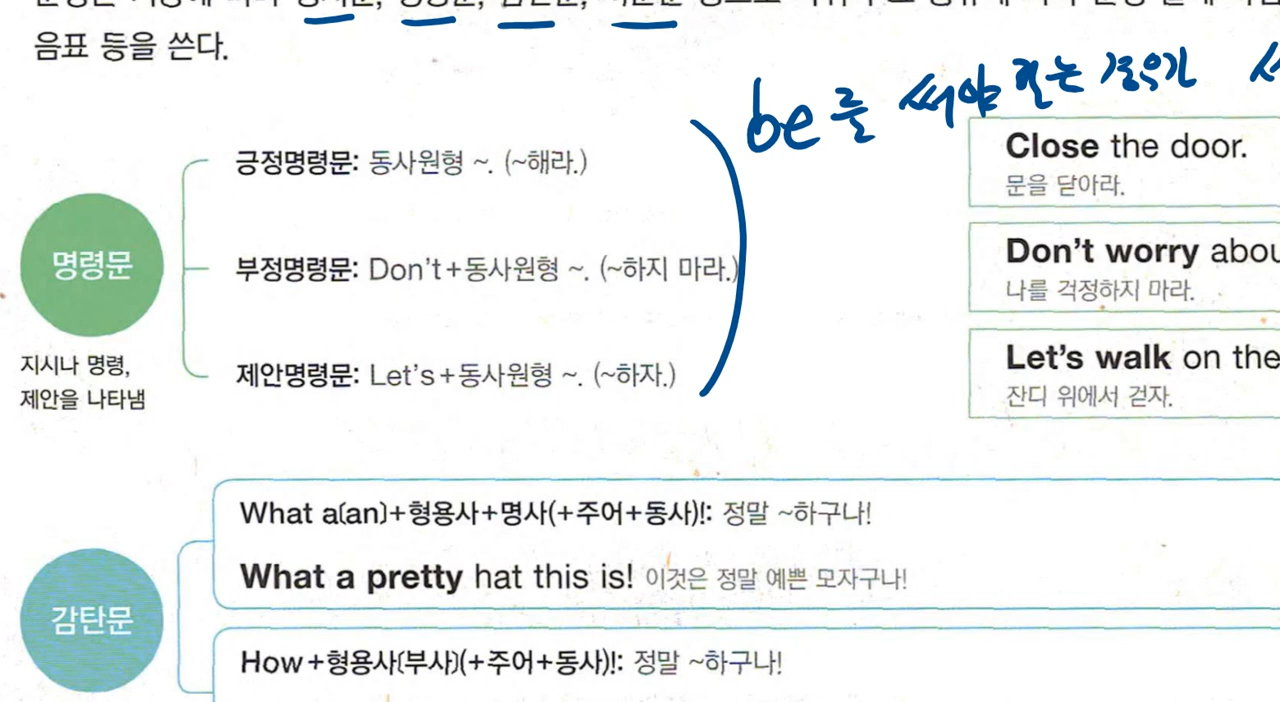 음표 등을 쓴다.
be를 써야 하는 경우가
긍정명령문: 동사원형 ~. (~해라.)
Close the door.
문을 닫아라.
명령문
부정명령문: Don't+동사원형 ~. (~하지 마라.)
Don't worry abou
나를 걱정하지 마라.
지시나 명령,
제안을 나타냄
제안명령문: Let's+동사원형 ~. (~하자.)
Let's walk on the
잔디 위에서 걷자.
What a(an)+형용사+명사(+주어+동사)!: 정말 ~하구나!
What a pretty hat this is! 이것은 정말 예쁜 모자구나!
감탄문
How+형용사(부사)(+주어+동사)!: 정말 ~하구나!